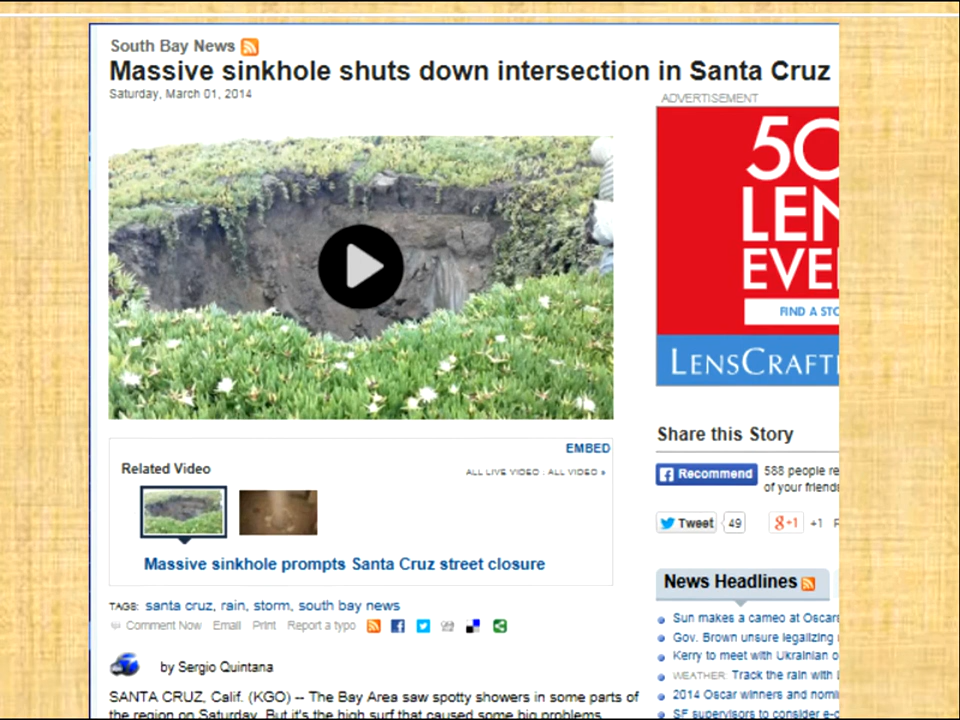 South Bay News
Massive sinkhole shuts down intersection in Santa Cruz
Saturday, March 01, 2014
ADVERTISEMENT
50
LEN
EVE
FIND A STO
LENSCRAFT
EMBED
Related Video
ALL LIVE VIDEO : ALL VIDEO »
Massive sinkhole prompts Santa Cruz street closure
TAGS: santa cruz, rain, storm, south bay news
Comment Now Email Print Report a typo
by Sergio Quintana
SANTA CRUZ, Calif. (KGO) -- The Bay Area saw spotty showers in some parts of
the region on Saturday. But it's the high surf that caused some big problems
Share this Story
Recommend 588 people re
of your friends
Tweet 49 g+1 +1
News Headlines
Sun makes a cameo at Oscars
Gov. Brown unsure legalizing
Kerry to meet with Ukrainian o
WEATHER: Track the rain with L
2014 Oscar winners and nomi
SF supervisors to consider e-c